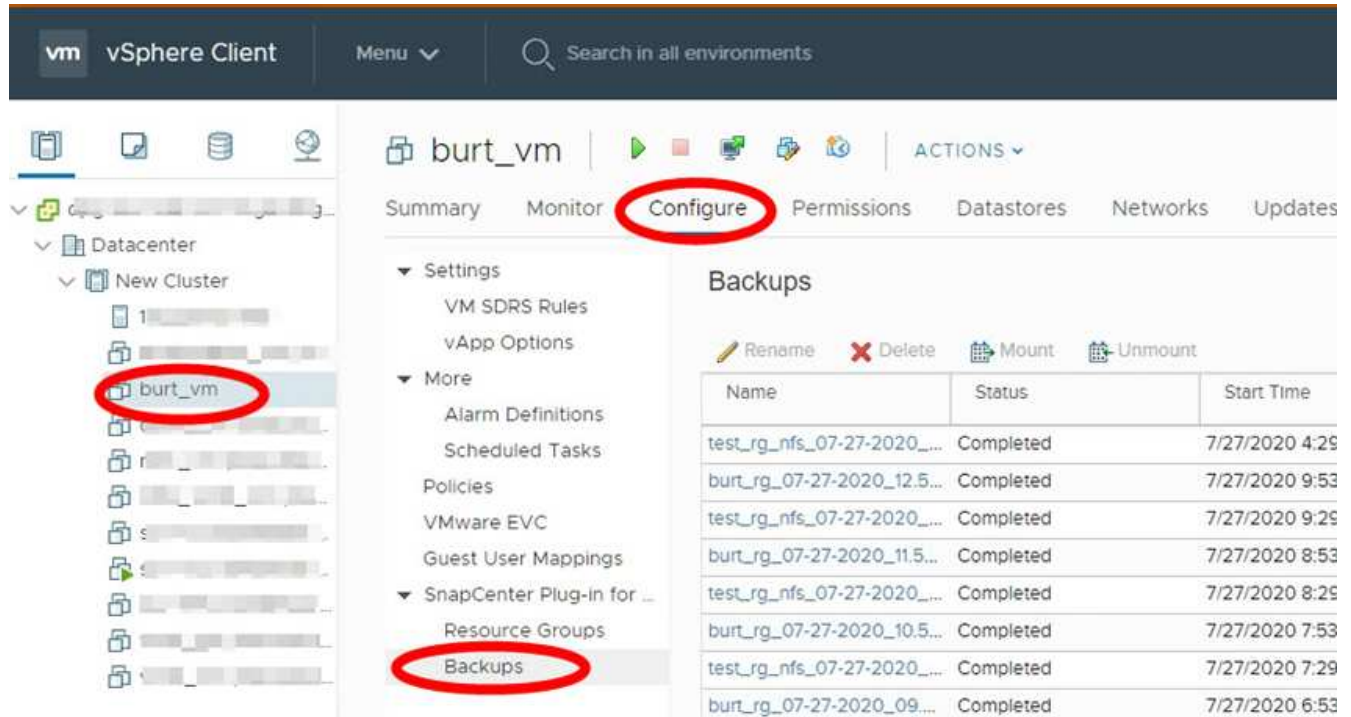 vm vSphere Client Menu Search in all environments
burt_vm ACTIONS
Summary Monitor Configure Permissions Datastores Networks Updates
Datacenter
New Cluster
burt_vm
Settings
VM SDRS Rules
vApp Options
More
Alarm Definitions
Scheduled Tasks
Policies
VMware EVC
Guest User Mappings
SnapCenter Plug-in for ...
Resource Groups
Backups
Backups
Rename Delete Mount Unmount
Name Status Start Time
test_rg_nfs_07-27-2020_... Completed 7/27/2020 4:29
burt_rg_07-27-2020_12.5... Completed 7/27/2020 9:53
test_rg_nfs_07-27-2020_... Completed 7/27/2020 9:29
burt_rg_07-27-2020_11.5... Completed 7/27/2020 8:53
test_rg_nfs_07-27-2020_... Completed 7/27/2020 8:29
burt_rg_07-27-2020_10.5... Completed 7/27/2020 7:53
test_rg_nfs_07-27-2020_... Completed 7/27/2020 7:29
burt_rg_07-27-2020_09.... Completed 7/27/2020 6:53